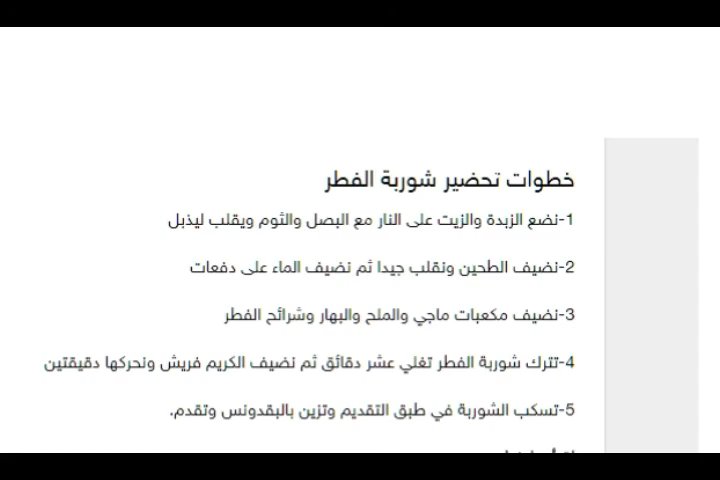 خطوات تحضير شوربة الفطر
1-نضع الزبدة والزيت على النار مع البصل والثوم ويقلب ليذبل
2-نضيف الطحين ونقلب جيدا ثم نضيف الماء على دفعات
3-نضيف مكعبات ماجي والملح والبهار وشرائح الفطر
4-تترك شوربة الفطر تغلي عشر دقائق ثم نضيف الكريم فريش ونحركها دقيقتين
5-تسكب الشوربة في طبق التقديم وتزين بالبقدونس وتقدم.